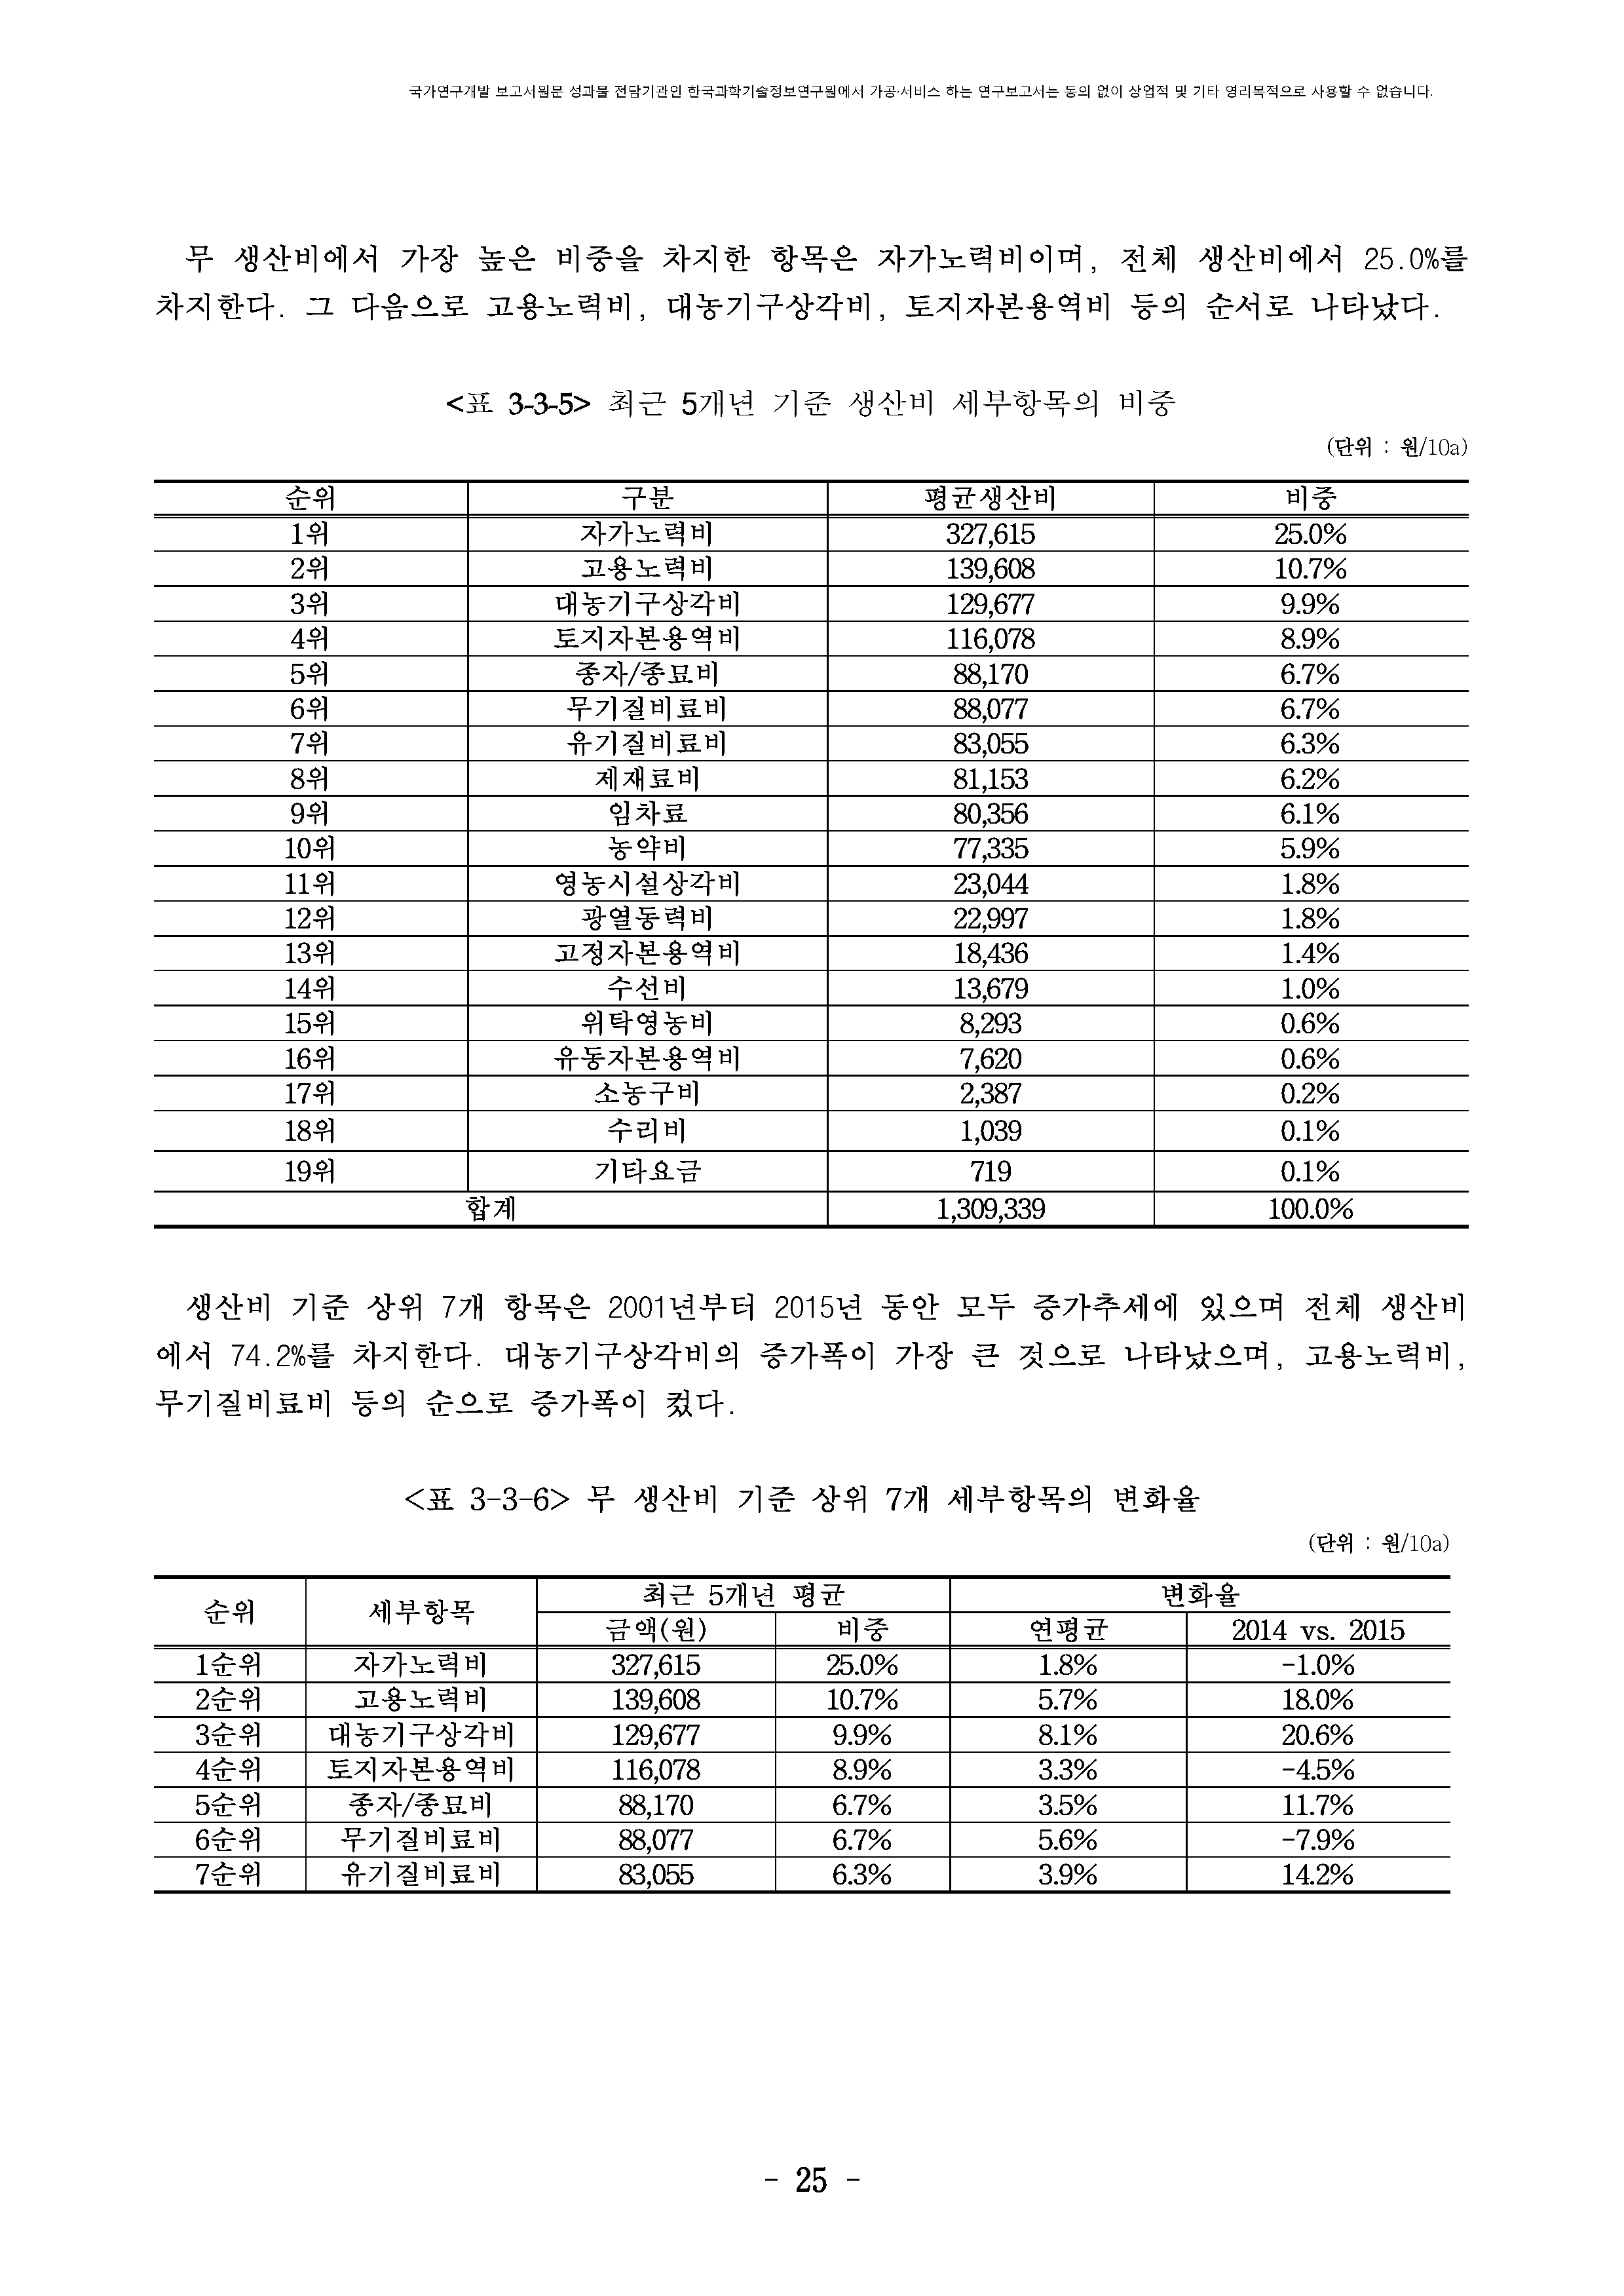 국가연구개발 보고서원문 성과물 전담기관인 한국과학기술정보연구원에서 가공·서비스 하는 연구보고서는 동의 없이 상업적 및 기타 영리목적으로 사용할 수 없습니다.
무 생산비에서 가장 높은 비중을 차지한 항목은 자가노력비이며, 전체 생산비에서 25.0%를
차지한다. 그 다음으로 고용노력비, 대농기구상각비, 토지자본용역비 등의 순서로 나타났다.
<표 3-3-5> 최근 5개년 기준 생산비 세부항목의 비중
(단위 : 원/10a)
순위 구분 평균생산비 비중
1위 자가노력비 327,615 25.0%
2위 고용노력비 139,608 10.7%
3위 대농기구상각비 129,677 9.9%
4위 토지자본용역비 116,078 8.9%
5위 종자/종묘비 88,170 6.7%
6위 무기질비료비 88,077 6.7%
7위 유기질비료비 83,055 6.3%
8위 제재료비 81,153 6.2%
9위 임차료 80,356 6.1%
10위 농약비 77,335 5.9%
11위 영농시설상각비 23,044 1.8%
12위 광열동력비 22,997 1.8%
13위 고정자본용역비 18,436 1.4%
14위 수선비 13,679 1.0%
15위 위탁영농비 8,293 0.6%
16위 유동자본용역비 7,620 0.6%
17위 소농구비 2,387 0.2%
18위 수리비 1,039 0.1%
19위 기타요금 719 0.1%
합계 1,309,339 100.0%
생산비 기준 상위 7개 항목은 2001년부터 2015년 동안 모두 증가추세에 있으며 전체 생산비
에서 74.2%를 차지한다. 대농기구상각비의 증가폭이 가장 큰 것으로 나타났으며, 고용노력비,
무기질비료비 등의 순으로 증가폭이 컸다.
<표 3-3-6> 무 생산비 기준 상위 7개 세부항목의 변화율
(단위 : 원/10a)
순위 세부항목 최근 5개년 평균 변화율
금액(원) 비중 연평균 2014 vs. 2015
1순위 자가노력비 327,615 25.0% 1.8% -1.0%
2순위 고용노력비 139,608 10.7% 5.7% 18.0%
3순위 대농기구상각비 129,677 9.9% 8.1% 20.6%
4순위 토지자본용역비 116,078 8.9% 3.3% -4.5%
5순위 종자/종묘비 88,170 6.7% 3.5% 11.7%
6순위 무기질비료비 88,077 6.7% 5.6% -7.9%
7순위 유기질비료비 83,055 6.3% 3.9% 14.2%
- 25 -